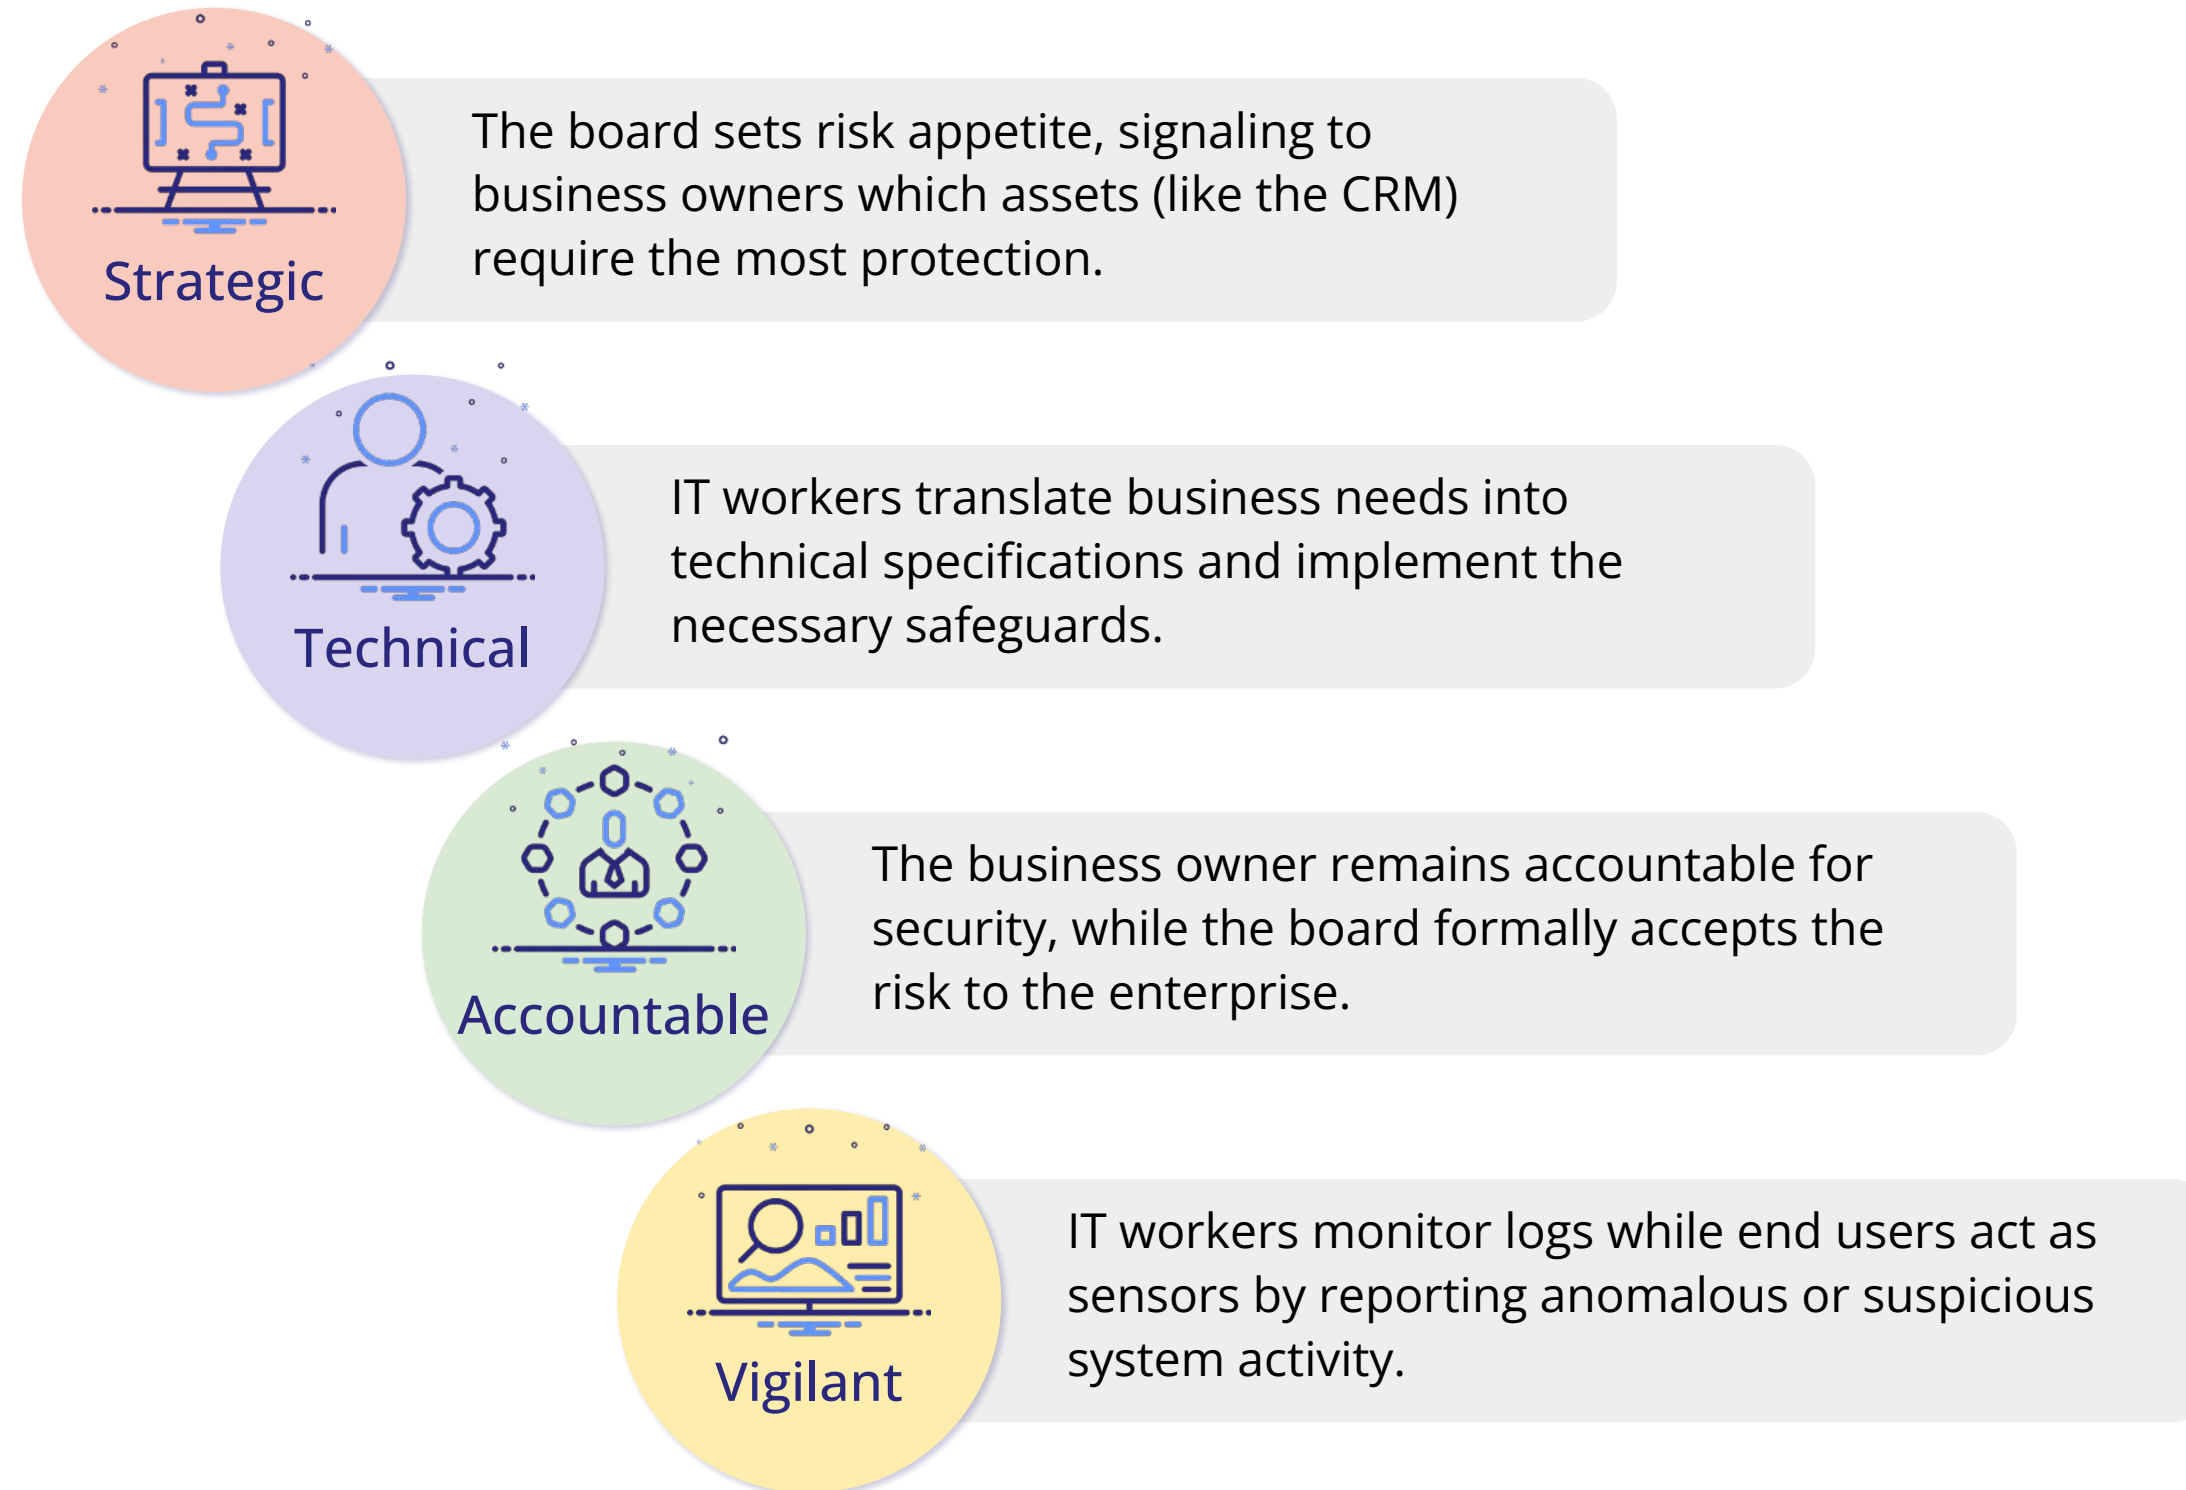 Strategic
The board sets risk appetite, signaling to
business owners which assets (like the CRM)
require the most protection.
Technical
IT workers translate business needs into
technical specifications and implement the
necessary safeguards.
Accountable
The business owner remains accountable for
security, while the board formally accepts the
risk to the enterprise.
Vigilant
IT workers monitor logs while end users act as
sensors by reporting anomalous or suspicious
system activity.